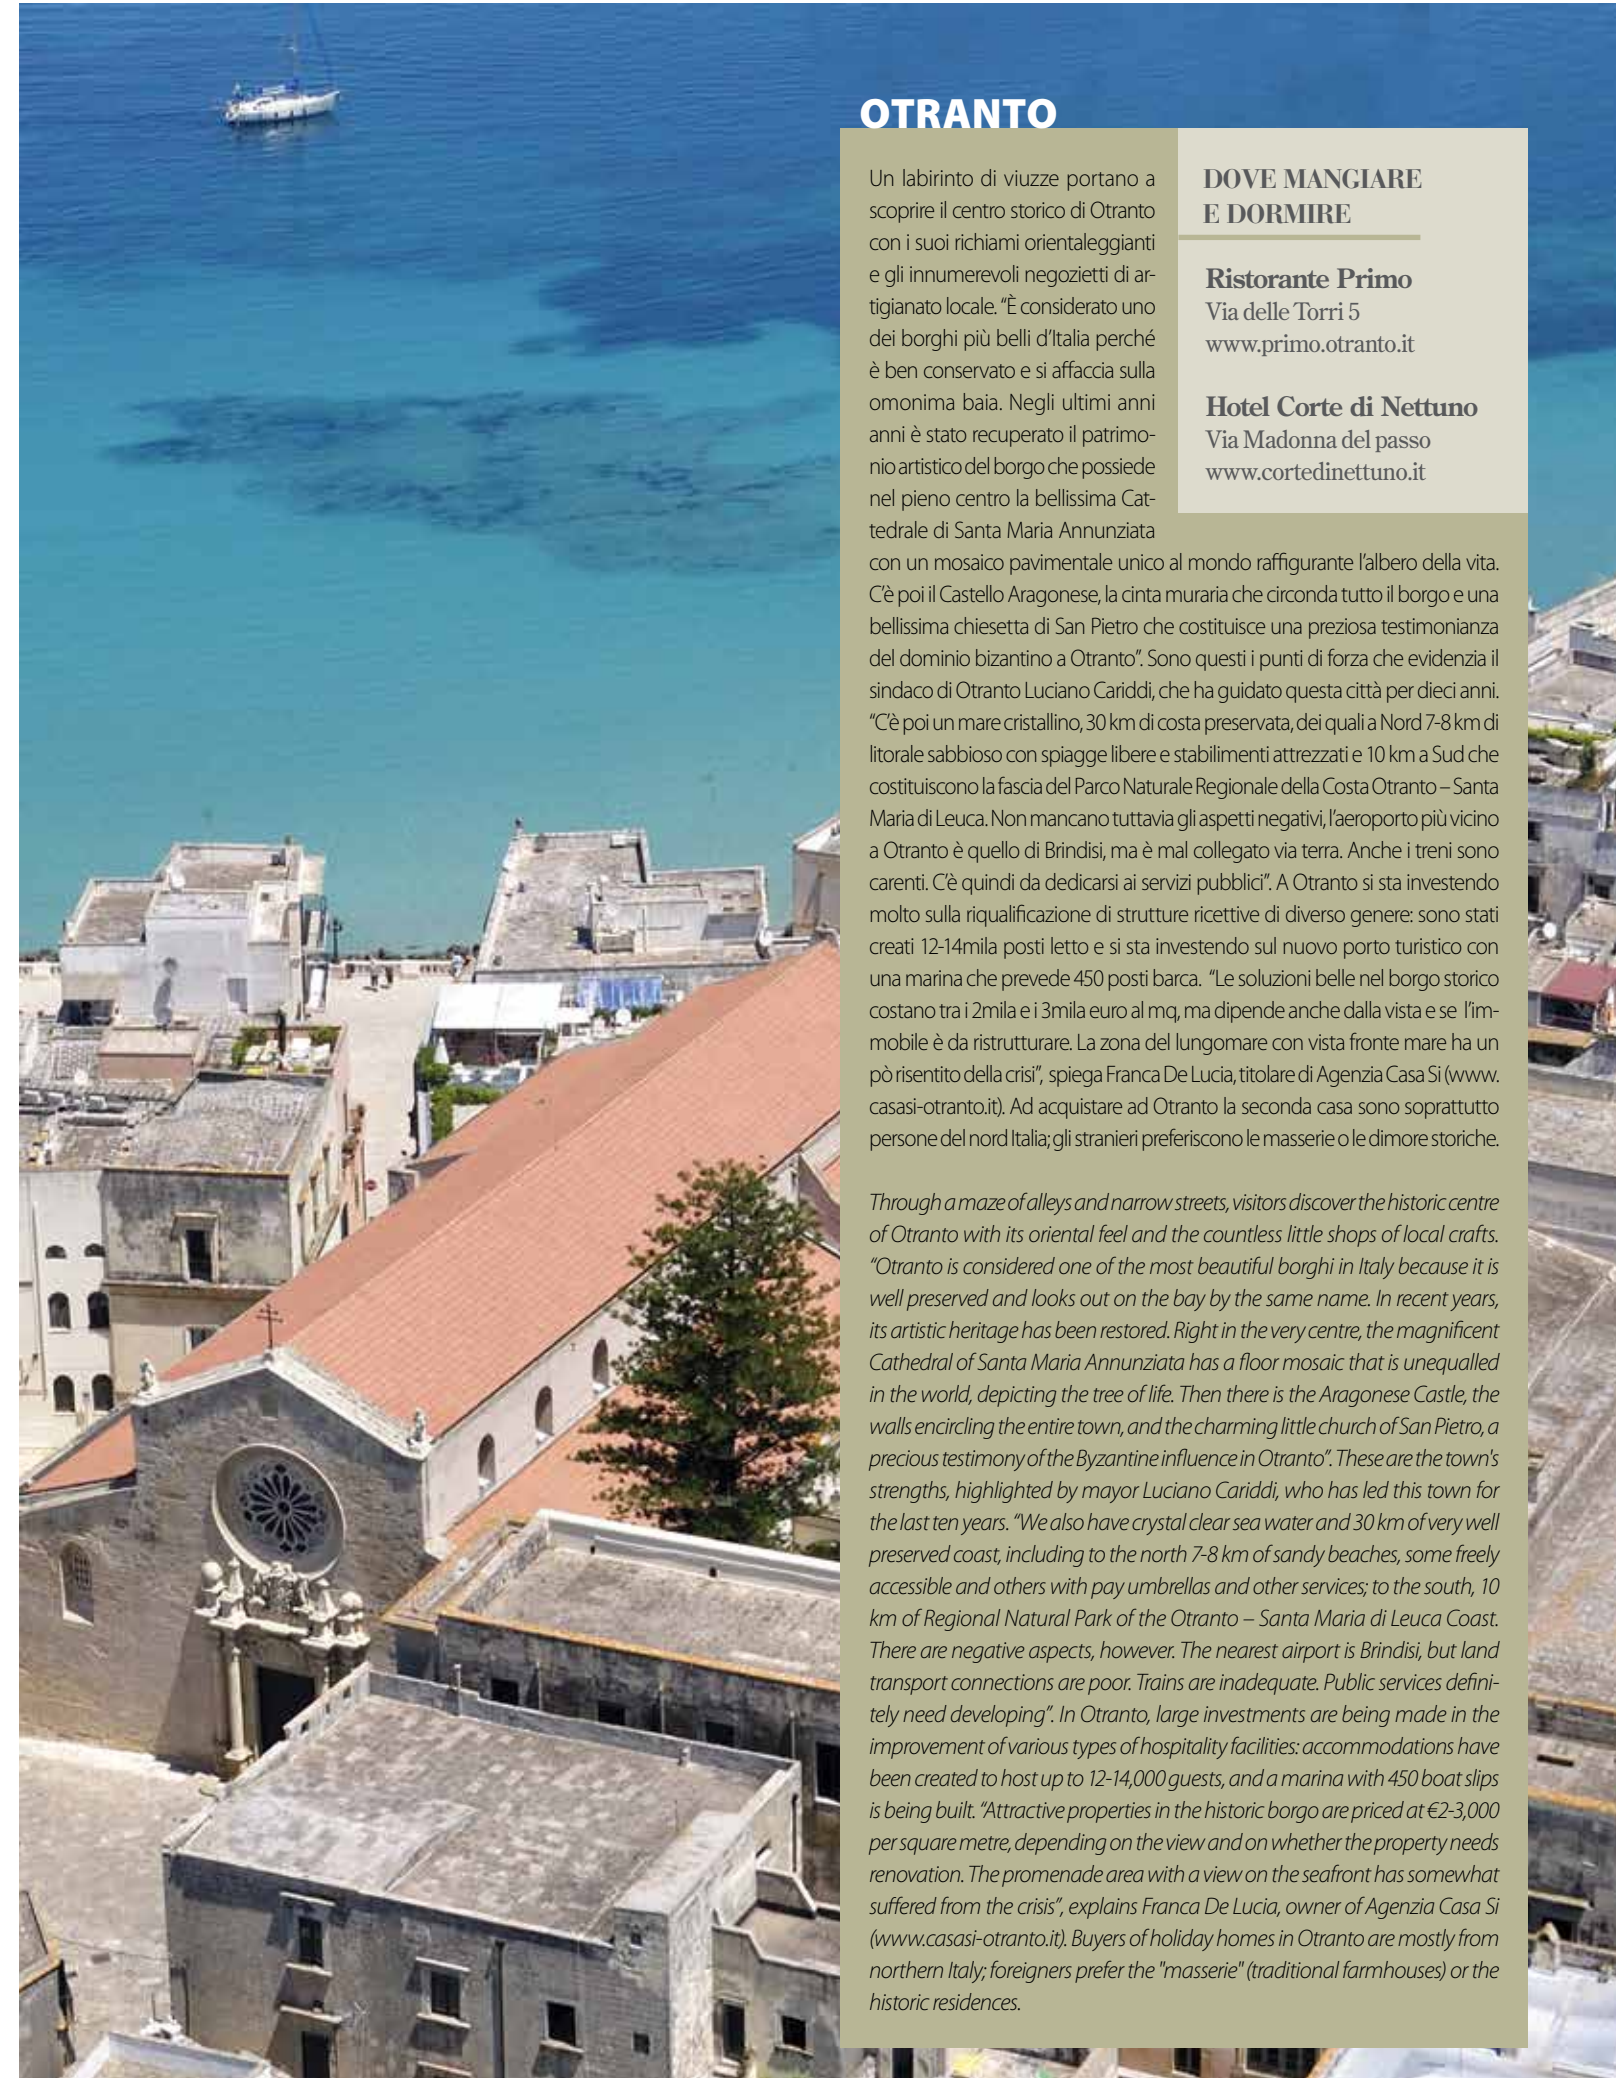 OTRANTO
Un labirinto di viuzze portano a
scoprire il centro storico di Otranto
con i suoi richiami orientaleggianti
e gli innumerevoli negozietti di ar-
tigianato locale. “È considerato uno
dei borghi più belli d’Italia perché
è ben conservato e si affaccia sulla
omonima baia. Negli ultimi anni
anni è stato recuperato il patrimo-
nio artistico del borgo che possiede
nel pieno centro la bellissima Cat-
tedrale di Santa Maria Annunziata
con un mosaico pavimentale unico al mondo raffigurante l’albero della vita.
C’è poi il Castello Aragonese, la cinta muraria che circonda tutto il borgo e una
bellissima chiesetta di San Pietro che costituisce una preziosa testimonianza
del dominio bizantino a Otranto”. Sono questi i punti di forza che evidenzia il
sindaco di Otranto Luciano Cariddi, che ha guidato questa città per dieci anni.
“C’è poi un mare cristallino, 30 km di costa preservata, dei quali a Nord 7-8 km di
litorale sabbioso con spiagge libere e stabilimenti attrezzati e 10 km a Sud che
costituiscono la fascia del Parco Naturale Regionale della Costa Otranto – Santa
Maria di Leuca. Non mancano tuttavia gli aspetti negativi, l’aeroporto più vicino
a Otranto è quello di Brindisi, ma è mal collegato via terra. Anche i treni sono
carenti. C’è quindi da dedicarsi ai servizi pubblici”. A Otranto si sta investendo
molto sulla riqualificazione di strutture ricettive di diverso genere: sono stati
creati 12-14mila posti letto e si sta investendo sul nuovo porto turistico con
una marina che prevede 450 posti barca. “Le soluzioni belle nel borgo storico
costano tra i 2mila e i 3mila euro al mq, ma dipende anche dalla vista e se l’im-
mobile è da ristrutturare. La zona del lungomare con vista fronte mare ha un
pò risentito della crisi”, spiega Franca De Lucia, titolare di Agenzia Casa Si (www.
casasi-otranto.it). Ad acquistare ad Otranto la seconda casa sono soprattutto
persone del nord Italia; gli stranieri preferiscono le masserie o le dimore storiche.
DOVE MANGIARE
E DORMIRE
Ristorante Primo
Via delle Torri 5
www.primo.otranto.it
Hotel Corte di Nettuno
Via Madonna del passo
www.cortedinettuno.it
Through a maze of alleys and narrow streets, visitors discover the historic centre
of Otranto with its oriental feel and the countless little shops of local crafts.
“Otranto is considered one of the most beautiful borghi in Italy because it is
well preserved and looks out on the bay by the same name. In recent years,
its artistic heritage has been restored. Right in the very centre, the magnificent
Cathedral of Santa Maria Annunziata has a floor mosaic that is unequalled
in the world, depicting the tree of life. Then there is the Aragonese Castle, the
walls encircling the entire town, and the charming little church of San Pietro, a
precious testimony of the Byzantine influence in Otranto”. These are the town's
strengths, highlighted by mayor Luciano Cariddi, who has led this town for
the last ten years. “We also have crystal clear sea water and 30 km of very well
preserved coast, including to the north 7-8 km of sandy beaches, some freely
accessible and others with pay umbrellas and other services; to the south, 10
km of Regional Natural Park of the Otranto – Santa Maria di Leuca Coast.
There are negative aspects, however. The nearest airport is Brindisi, but land
transport connections are poor. Trains are inadequate. Public services defini-
tely need developing”. In Otranto, large investments are being made in the
improvement of various types of hospitality facilities: accommodations have
been created to host up to 12-14,000 guests, and a marina with 450 boat slips
is being built. “Attractive properties in the historic borgo are priced at €2-3,000
per square metre, depending on the view and on whether the property needs
renovation. The promenade area with a view on the seafront has somewhat
suffered from the crisis”, explains Franca De Lucia, owner of Agenzia Casa Si
(www.casasi-otranto.it). Buyers of holiday homes in Otranto are mostly from
northern Italy; foreigners prefer the "masserie" (traditional farmhouses) or the
historic residences.